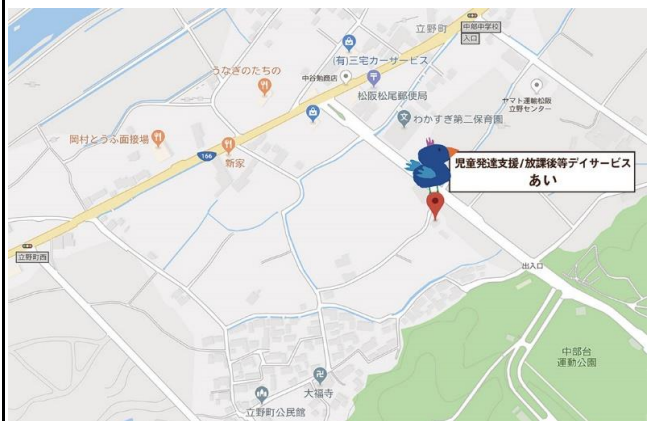 立野町
中部中学校
入口
(有)三宅カーサービス
うなぎのたちの
中谷勉商店
松阪松尾郵便局
ヤマト運輸松阪
立野センター
わかすぎ第二保育園
岡村とうふ面接場
新家
166
児童発達支援/放課後等デイサービス
あい
立野町西
出入口
中部台
運動公園
大福寺
立野町公民館